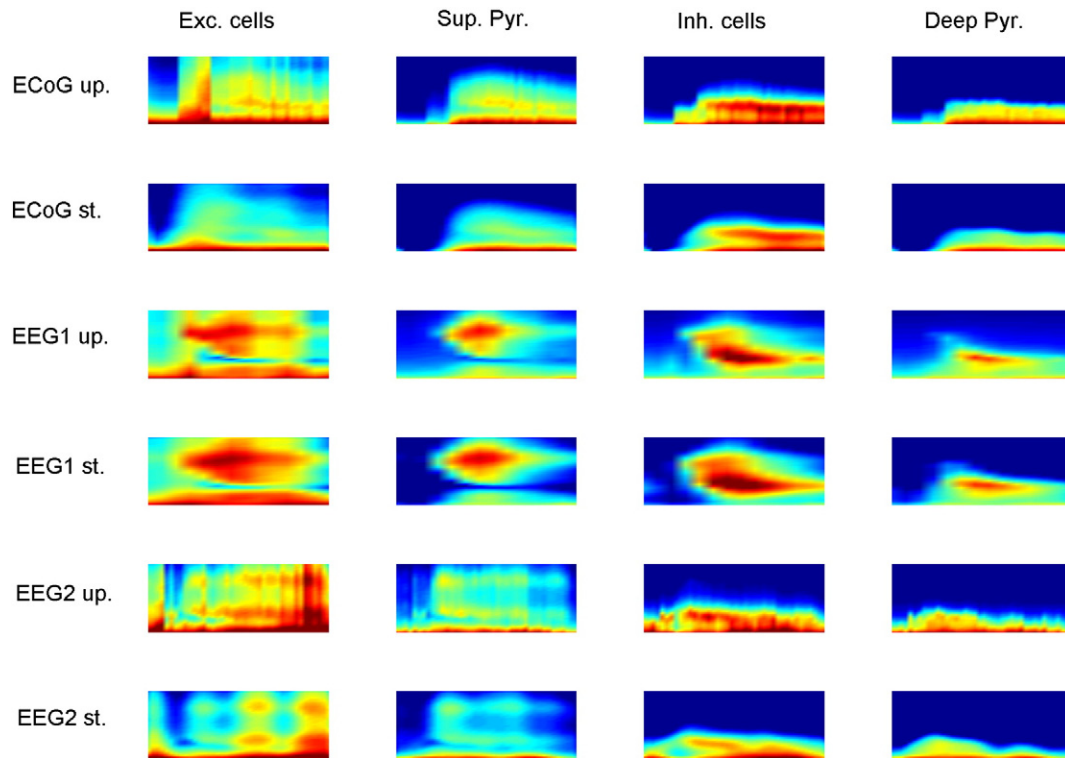 Exc. cells Sup. Pyr. Inh. cells Deep Pyr.
ECoG up.
ECoG st.
EEG1 up.
EEG1 st.
EEG2 up.
EEG2 st.